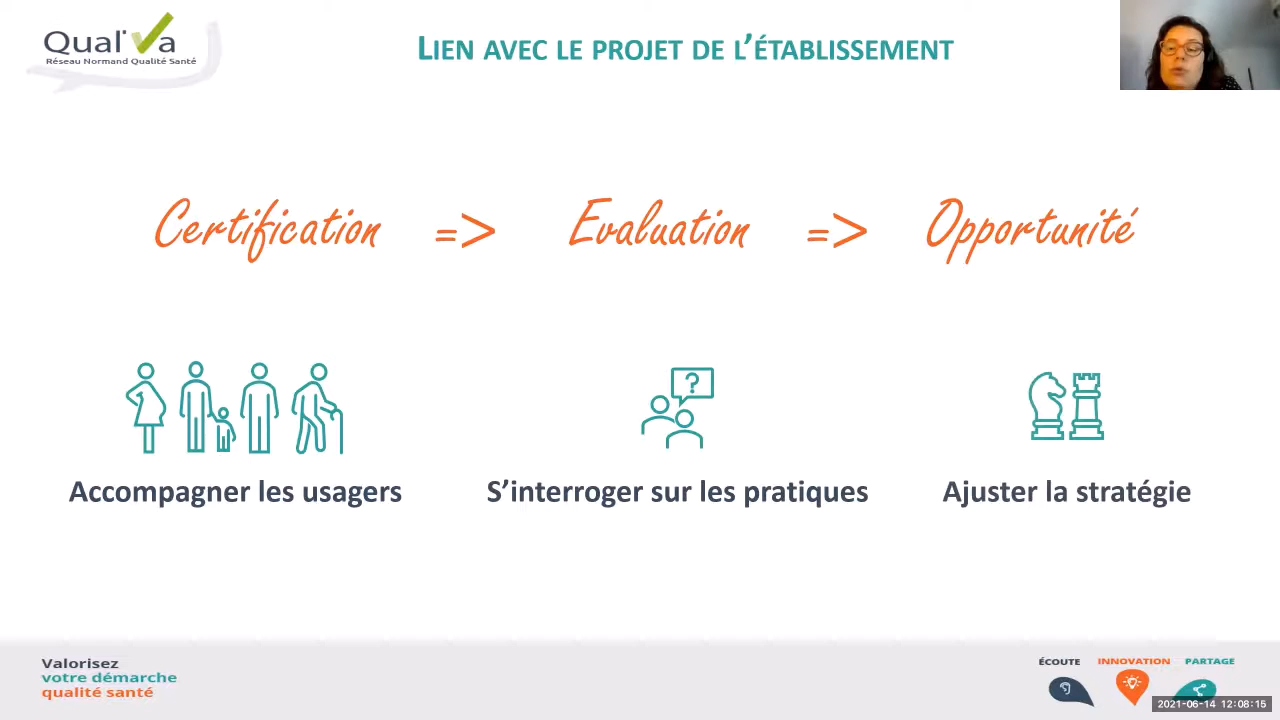 Qual'Va
Réseau Normand Qualité Santé
LIEN AVEC LE PROJET DE L'ÉTABLISSEMENT
Certification => Evaluation => Opportunité
?
Accompagner les usagers
S'interroger sur les pratiques
Ajuster la stratégie
Valorisez
votre démarche
qualité santé
ÉCOUTE INNOVATION PARTAGE
2021-06-14 12:08:15